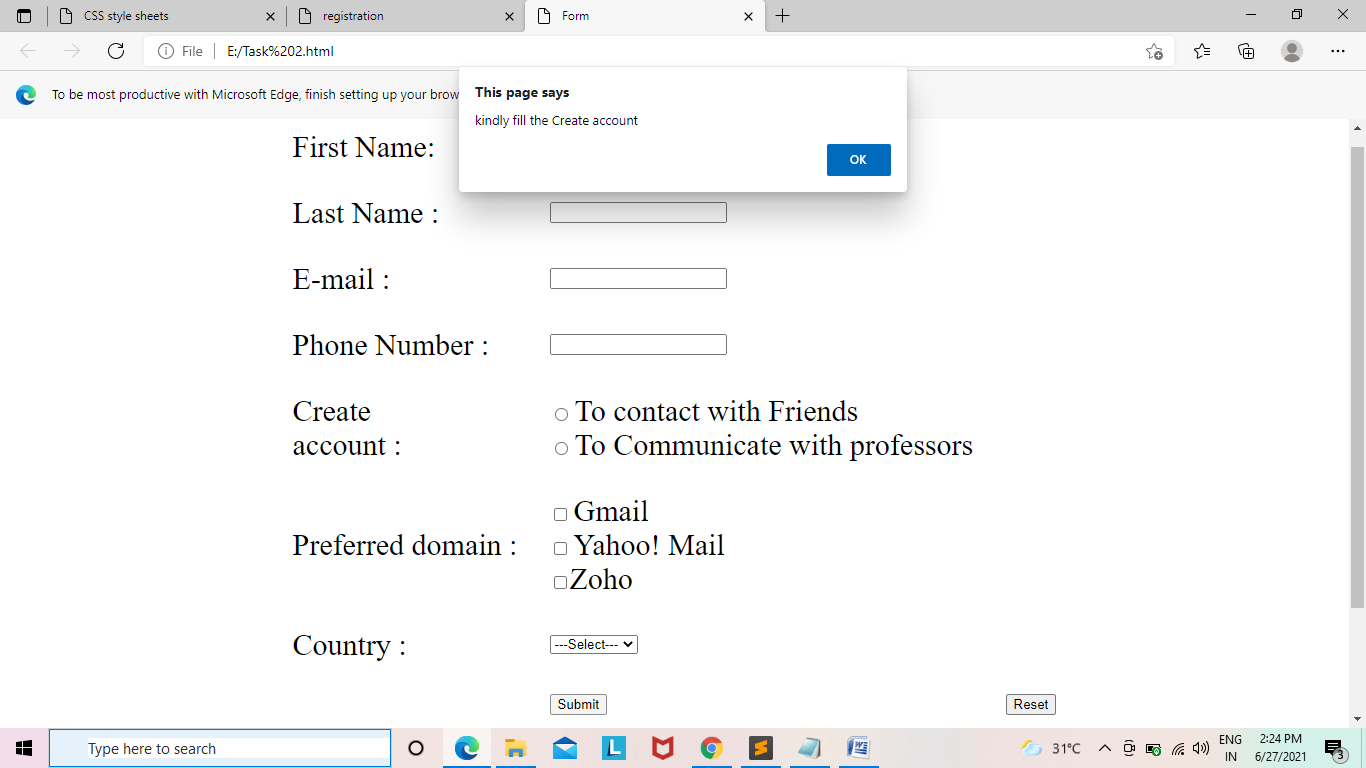 CSS style sheets
registration
Form
File
E:/Task%202.html
To be most productive with Microsoft Edge, finish setting up your brow
This page says
kindly fill the Create account
OK
First Name:
Last Name :
E-mail :
Phone Number :
Create
account :
To contact with Friends
To Communicate with professors
Preferred domain :
Gmail
Yahoo! Mail
Zoho
Country :
---Select---
Submit
Reset
Type here to search
L
S
W
31°C
ENG
IN
2:24 PM
6/27/2021
3